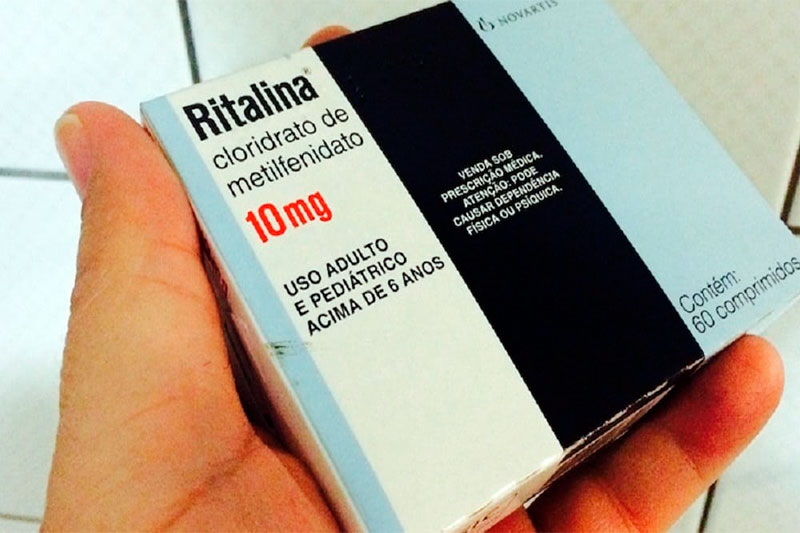 Ritalina®
cloridrato de
metilfenidato
10mg
USO ADULTO
E PEDIÁTRICO
ACIMA DE 6 ANOS
VENDA SOB
PRESCRIÇÃO MÉDICA.
ATENÇÃO: PODE
CAUSAR DEPENDÊNCIA
FÍSICA OU PSÍQUICA.
NOVARTIS
Contém:
60 comprimidos